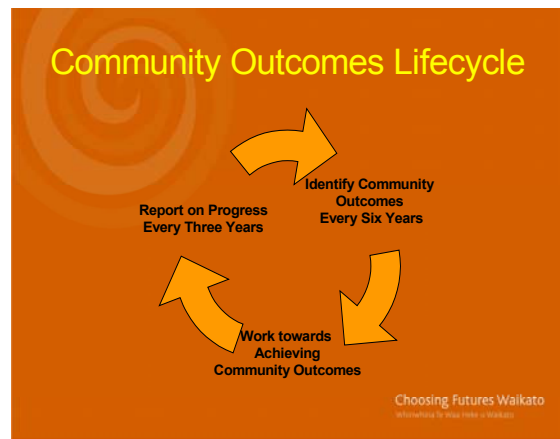 Community Outcomes Lifecycle
Identify Community
Outcomes
Every Six Years
Report on Progress
Every Three Years
Work towards
Achieving
Community Outcomes
Choosing Futures Waikato